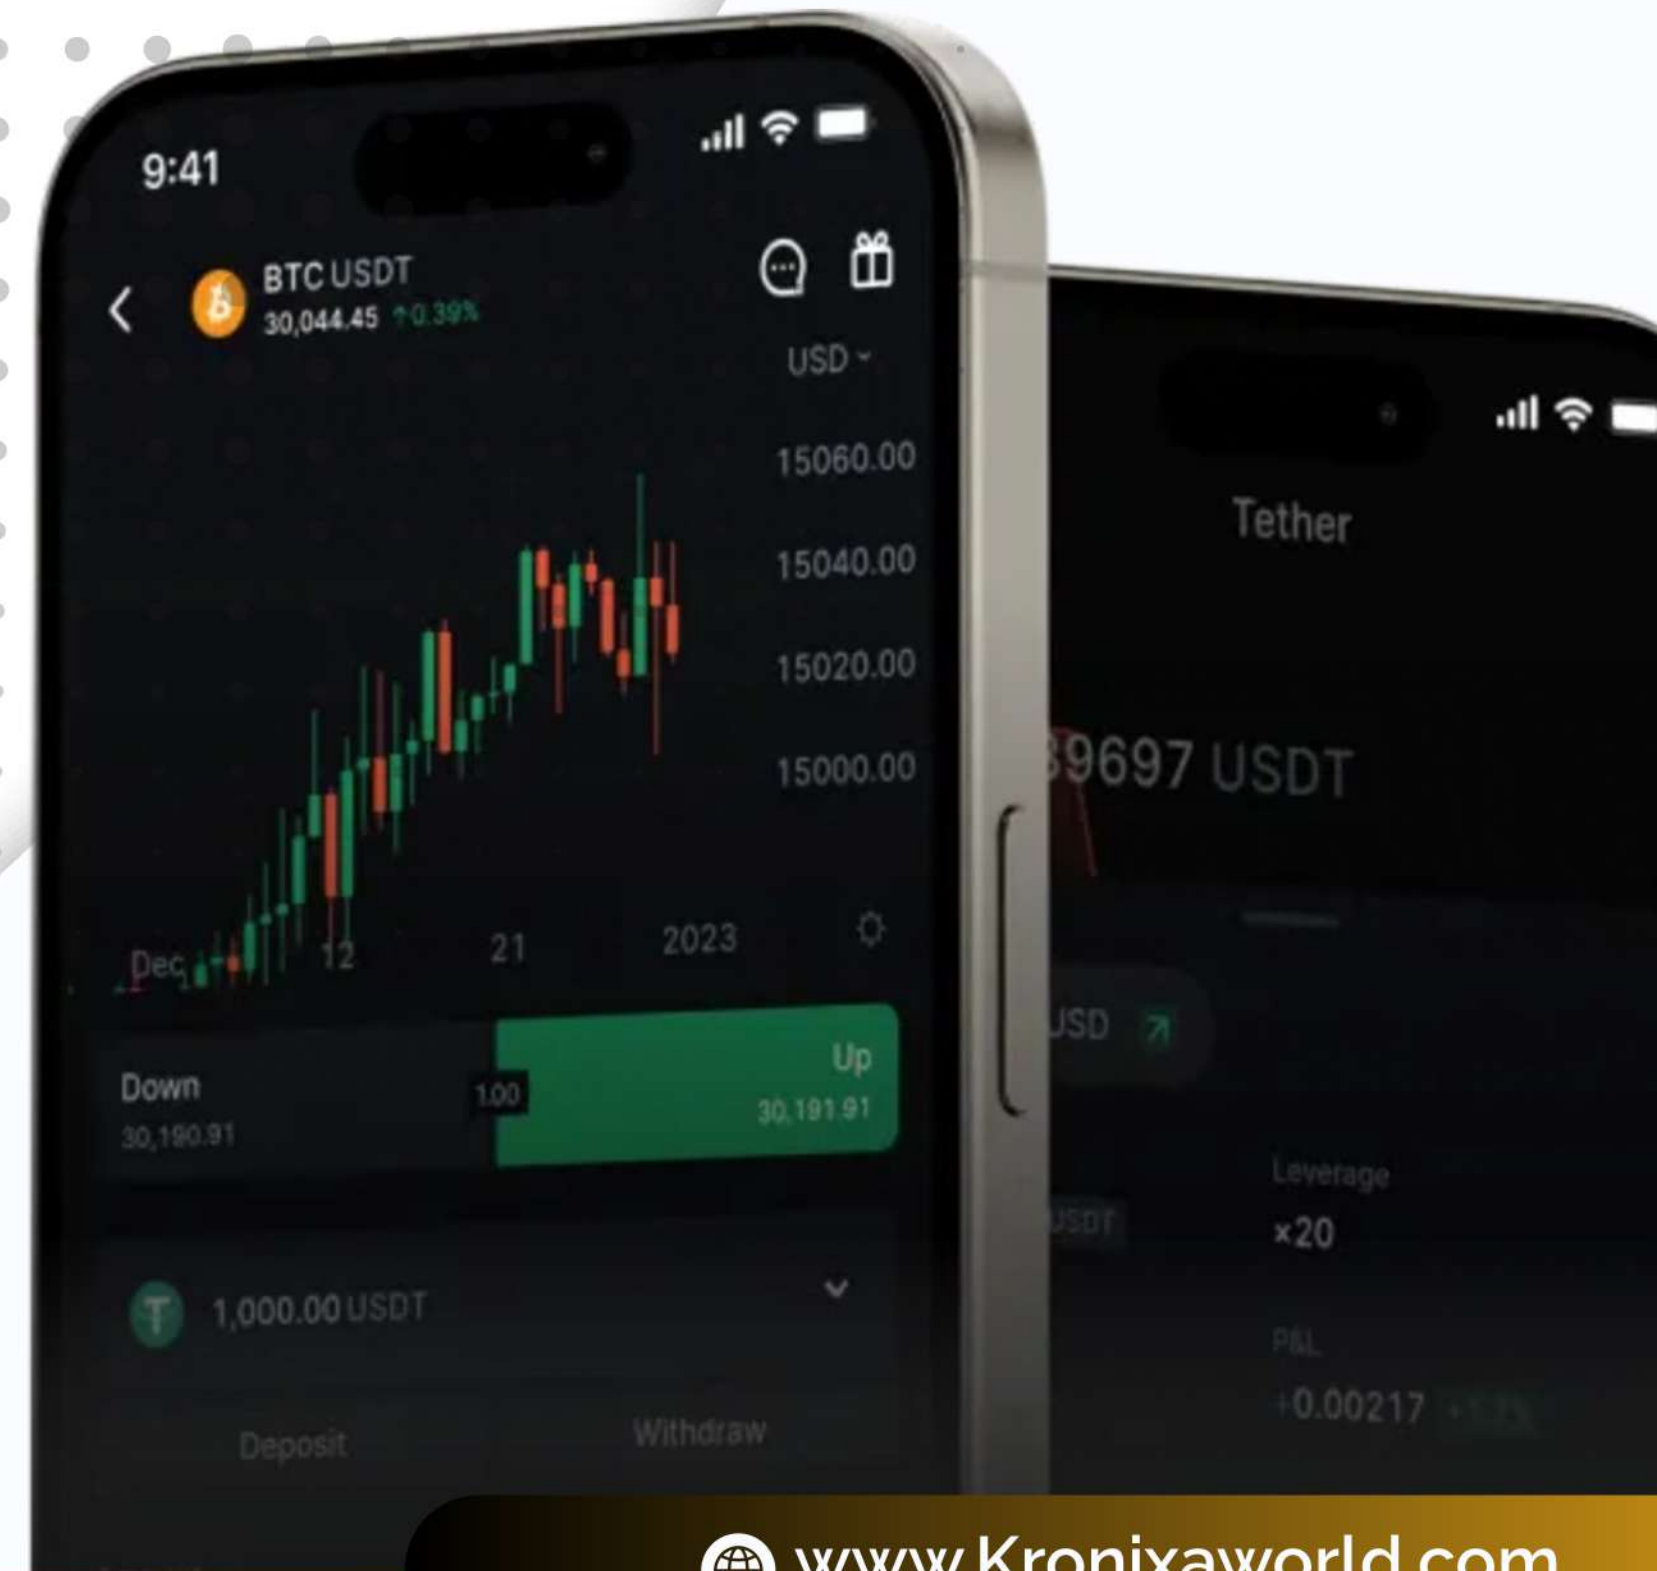 9:41
BTC USDT
30,044.45 ↑0.39%
USD
15060.00
15040.00
15020.00
15000.00
Dec 12 21 2023
Down
30,190.91
1.00
Up
30,191.91
1,000.00 USDT
Deposit Withdraw
Tether
39697 USDT
USD
USDT
Leverage
×20
P&L
+0.00217
www.Kronixaworld.com